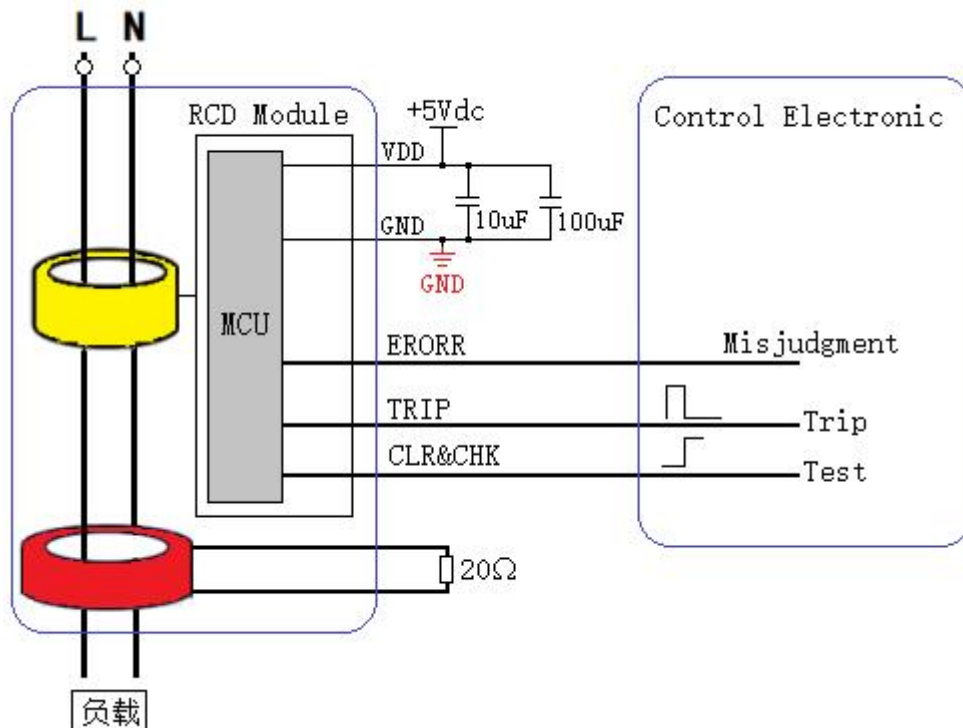 L N
RCD Module
+5Vdc
Control Electronic
VDD
10uF
100uF
GND
GND
MCU
ERORR
Misjudgment
TRIP
Trip
CLR&CHK
Test
20Ω
负载